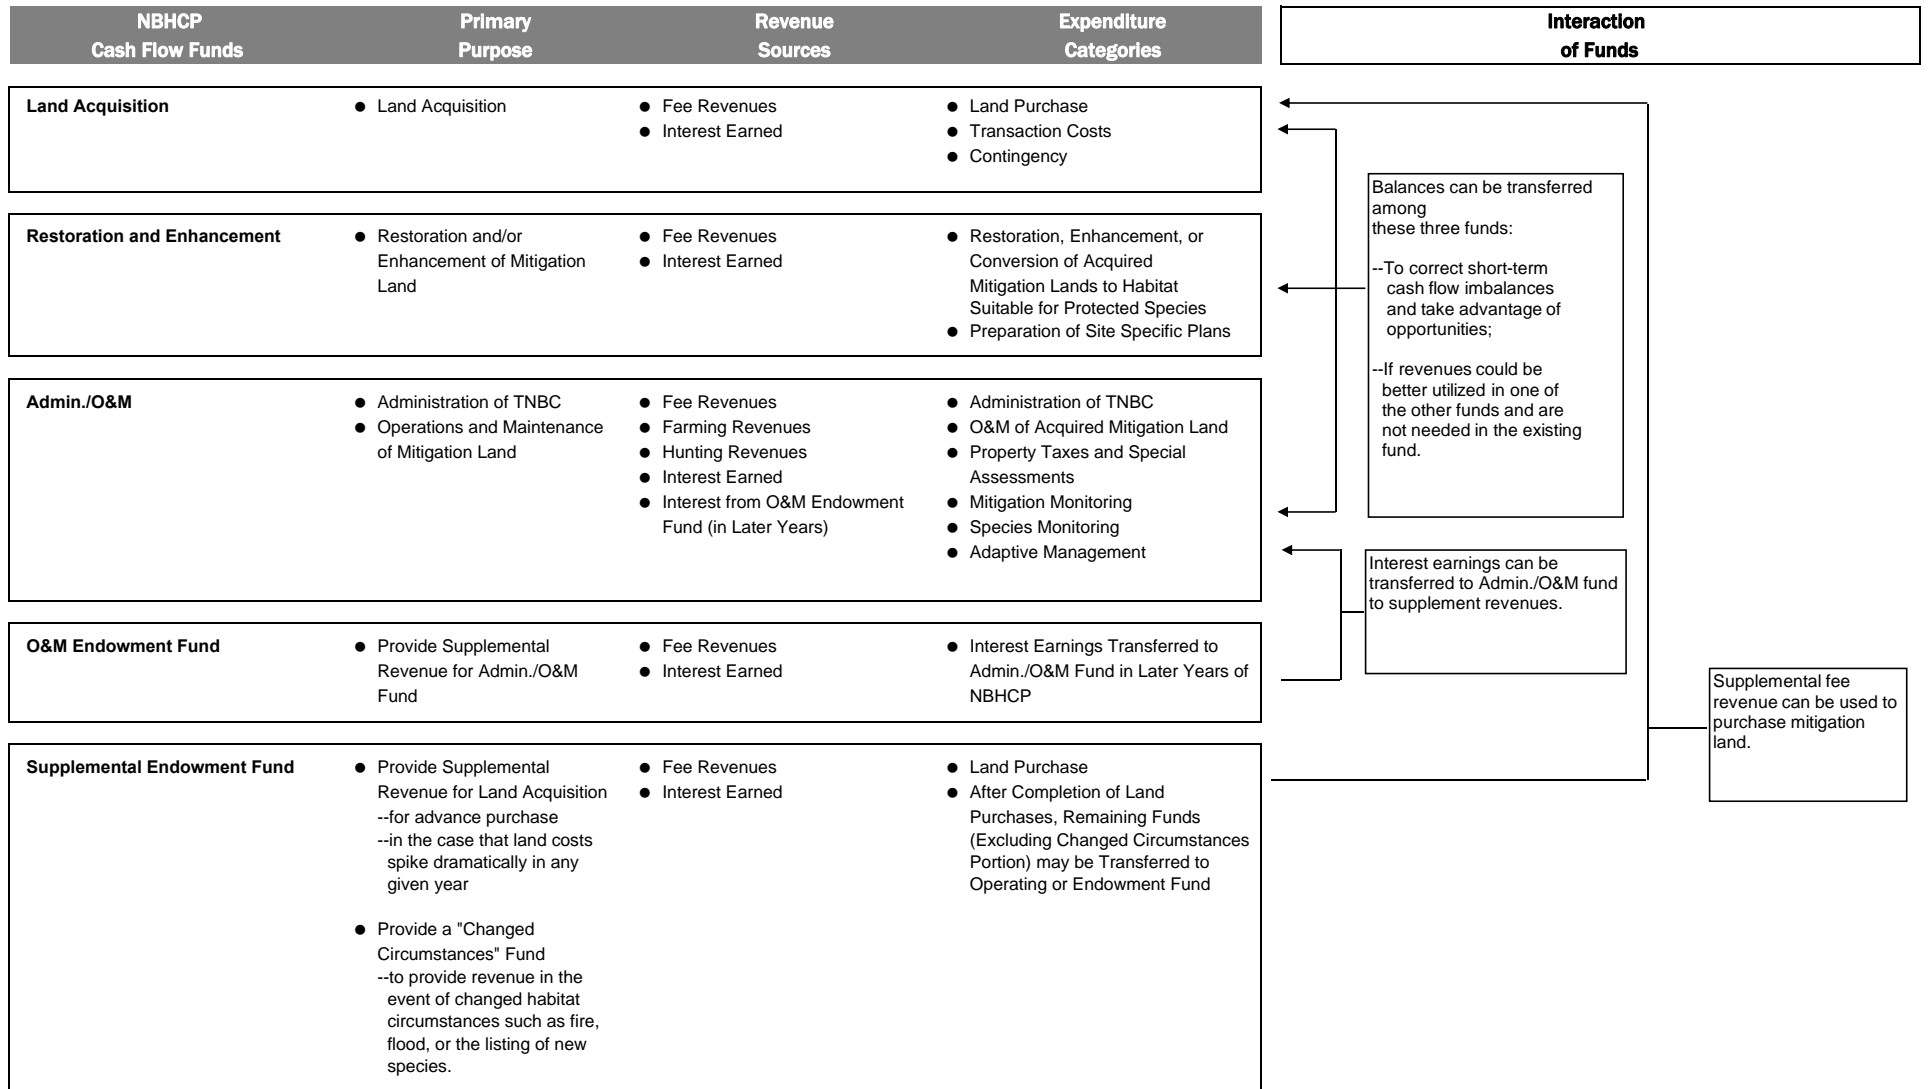 NBHCP
Cash Flow Funds
Primary
Purpose
Revenue
Sources
Expenditure
Categories
Interaction
of Funds
Land Acquisition
● Land Acquisition
● Fee Revenues
● Interest Earned
● Land Purchase
● Transaction Costs
● Contingency
Restoration and Enhancement
● Restoration and/or
Enhancement of Mitigation
Land
● Fee Revenues
● Interest Earned
● Restoration, Enhancement, or
Conversion of Acquired
Mitigation Lands to Habitat
Suitable for Protected Species
● Preparation of Site Specific Plans
Balances can be transferred
among
these three funds:
--To correct short-term
cash flow imbalances
and take advantage of
opportunities;
--If revenues could be
better utilized in one of
the other funds and are
not needed in the existing
fund.
Admin./O&M
● Administration of TNBC
● Operations and Maintenance
of Mitigation Land
● Fee Revenues
● Farming Revenues
● Hunting Revenues
● Interest Earned
● Interest from O&M Endowment
Fund (in Later Years)
● Administration of TNBC
● O&M of Acquired Mitigation Land
● Property Taxes and Special
Assessments
● Mitigation Monitoring
● Species Monitoring
● Adaptive Management
Interest earnings can be
transferred to Admin./O&M fund
to supplement revenues.
O&M Endowment Fund
● Provide Supplemental
Revenue for Admin./O&M
Fund
● Fee Revenues
● Interest Earned
● Interest Earnings Transferred to
Admin./O&M Fund in Later Years of
NBHCP
Supplemental fee
revenue can be used to
purchase mitigation
land.
Supplemental Endowment Fund
● Provide Supplemental
Revenue for Land Acquisition
--for advance purchase
--in the case that land costs
spike dramatically in any
given year
● Provide a "Changed
Circumstances" Fund
--to provide revenue in the
event of changed habitat
circumstances such as fire,
flood, or the listing of new
species.
● Fee Revenues
● Interest Earned
● Land Purchase
● After Completion of Land
Purchases, Remaining Funds
(Excluding Changed Circumstances
Portion) may be Transferred to
Operating or Endowment Fund